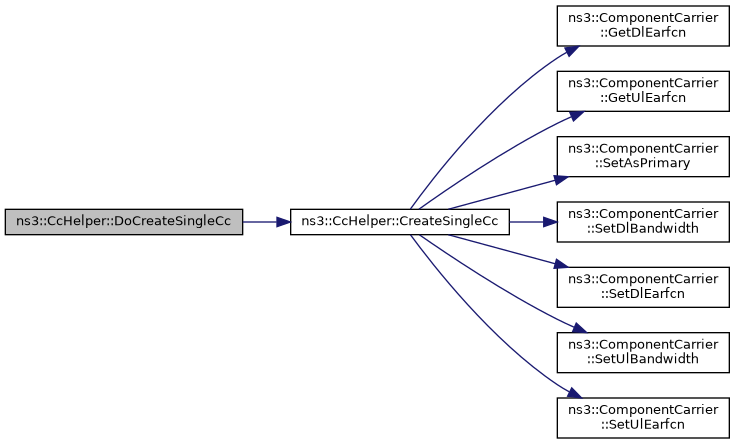 ns3::CcHelper::DoCreateSingleCc
ns3::CcHelper::CreateSingleCc
ns3::ComponentCarrier
::GetDlEarfcn
ns3::ComponentCarrier
::GetUlEarfcn
ns3::ComponentCarrier
::SetAsPrimary
ns3::ComponentCarrier
::SetDlBandwidth
ns3::ComponentCarrier
::SetDlEarfcn
ns3::ComponentCarrier
::SetUlBandwidth
ns3::ComponentCarrier
::SetUlEarfcn